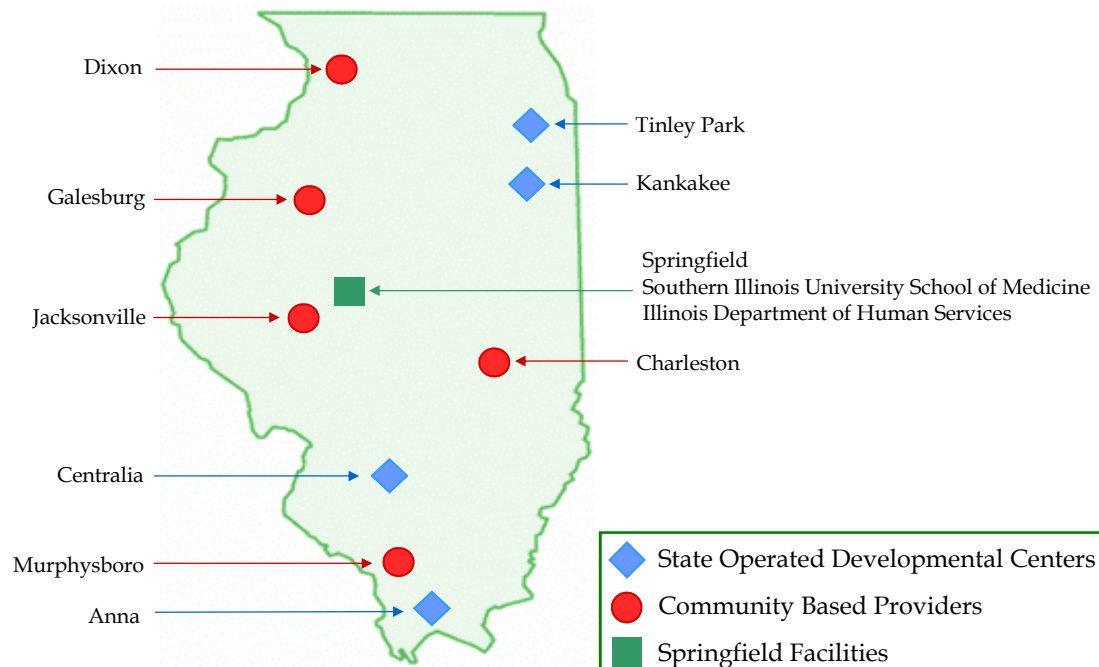 Dixon
Tinley Park
Kankakee
Galesburg
Springfield
Southern Illinois University School of Medicine
Illinois Department of Human Services
Jacksonville
Charleston
Centralia
Murphysboro
Anna
State Operated Developmental Centers
Community Based Providers
Springfield Facilities